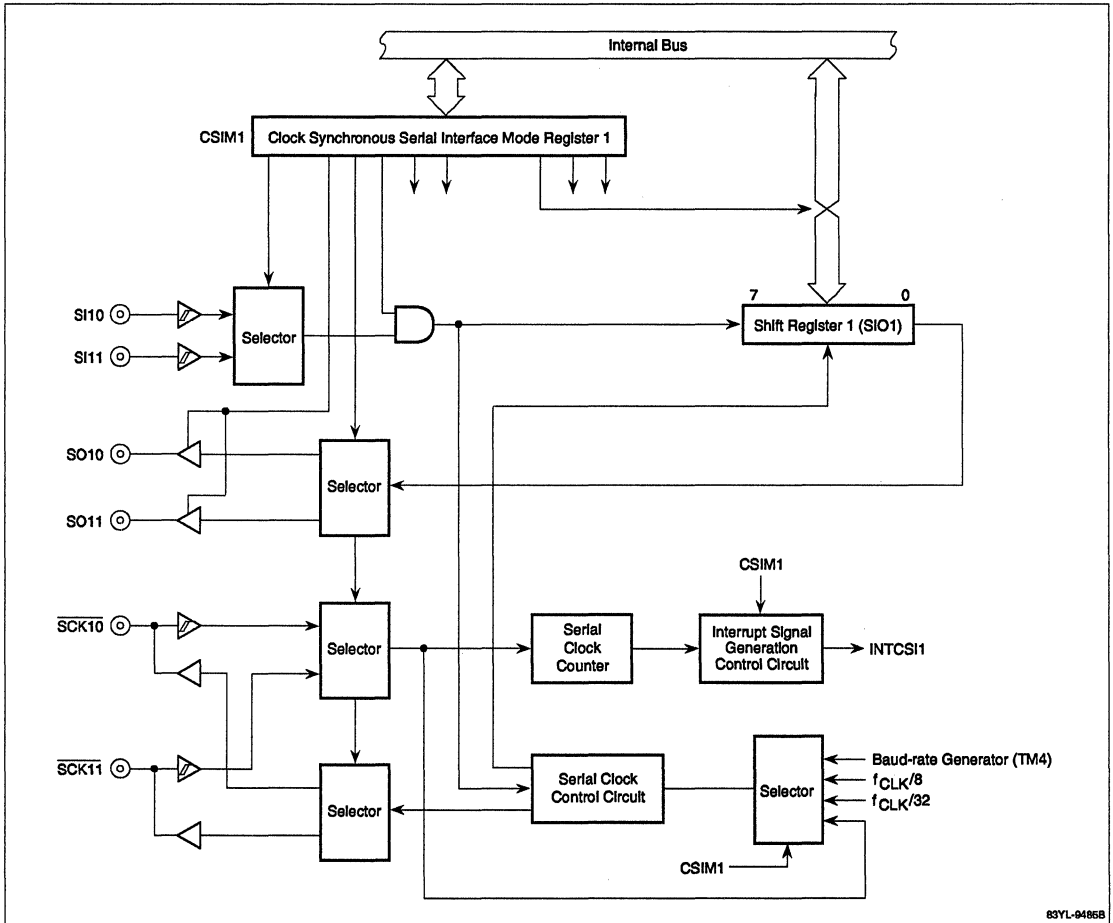 Internal Bus
CSIM1
Clock Synchronous Serial Interface Mode Register 1
7
0
SI10
Selector
Shift Register 1 (SIO1)
SI11
SO10
Selector
SO11
CSIM1
SCK10
Selector
Serial
Clock
Counter
Interrupt Signal
Generation
Control Circuit
INTCSI1
SCK11
Selector
Serial Clock
Control Circuit
Selector
Baud-rate Generator (TM4)
fCLK/8
fCLK/32
CSIM1
83YL-9485B